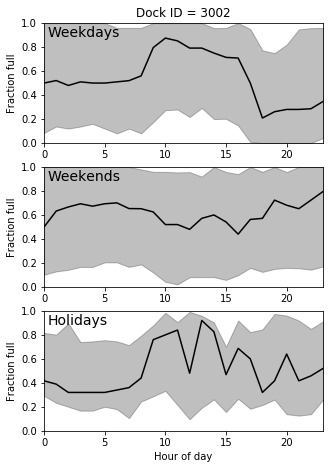 Dock ID = 3002
Weekdays
Fraction full
1.0
0.8
0.6
0.4
0.2
0.0
0 5 10 15 20
Weekends
Fraction full
1.0
0.8
0.6
0.4
0.2
0.0
0 5 10 15 20
Holidays
Fraction full
1.0
0.8
0.6
0.4
0.2
0.0
0 5 10 15 20
Hour of day